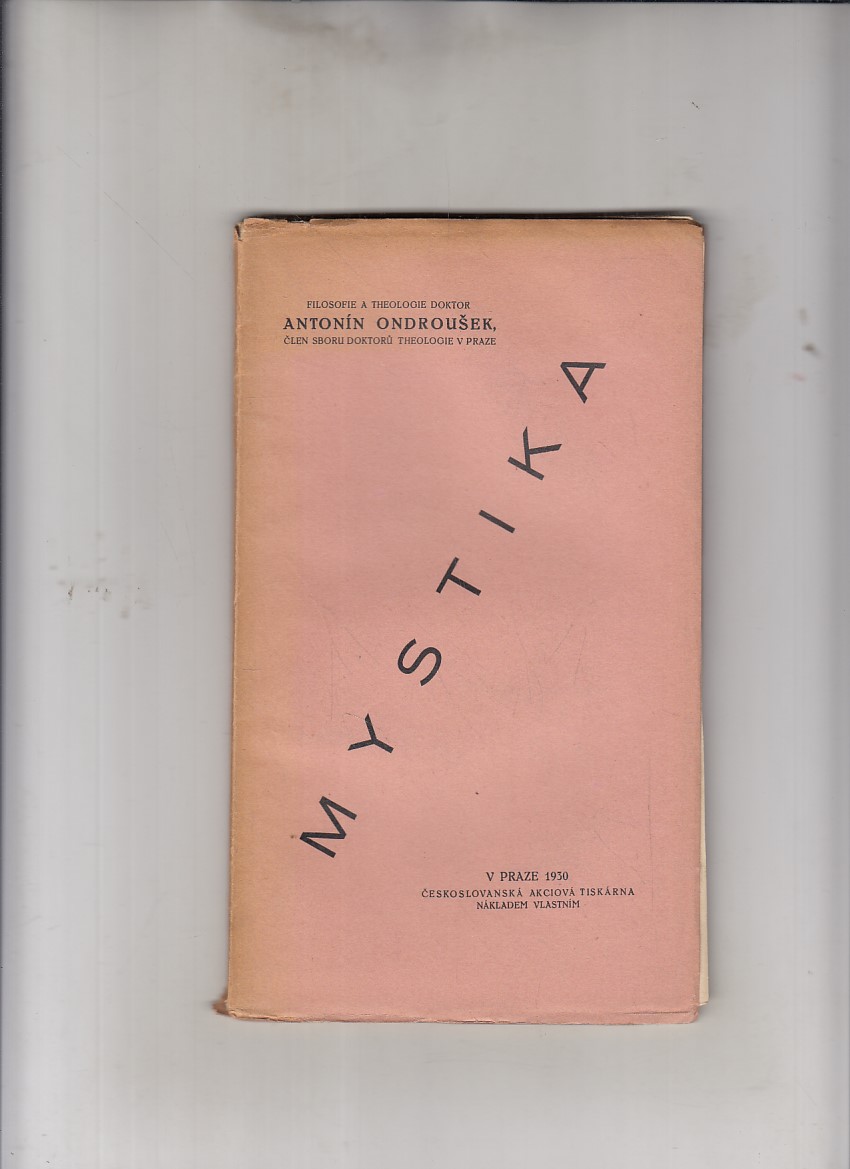 FILOSOFIE A THEOLOGIE DOKTOR
ANTONÍN ONDROUŠEK,
ČLEN SBORU DOKTORŮ THEOLOGIE V PRAZE
MYSTIKA
V PRAZE 1930
ČESKOSLOVANSKÁ AKCIOVÁ TISKÁRNA
NÁKLADEM VLASTNÍM